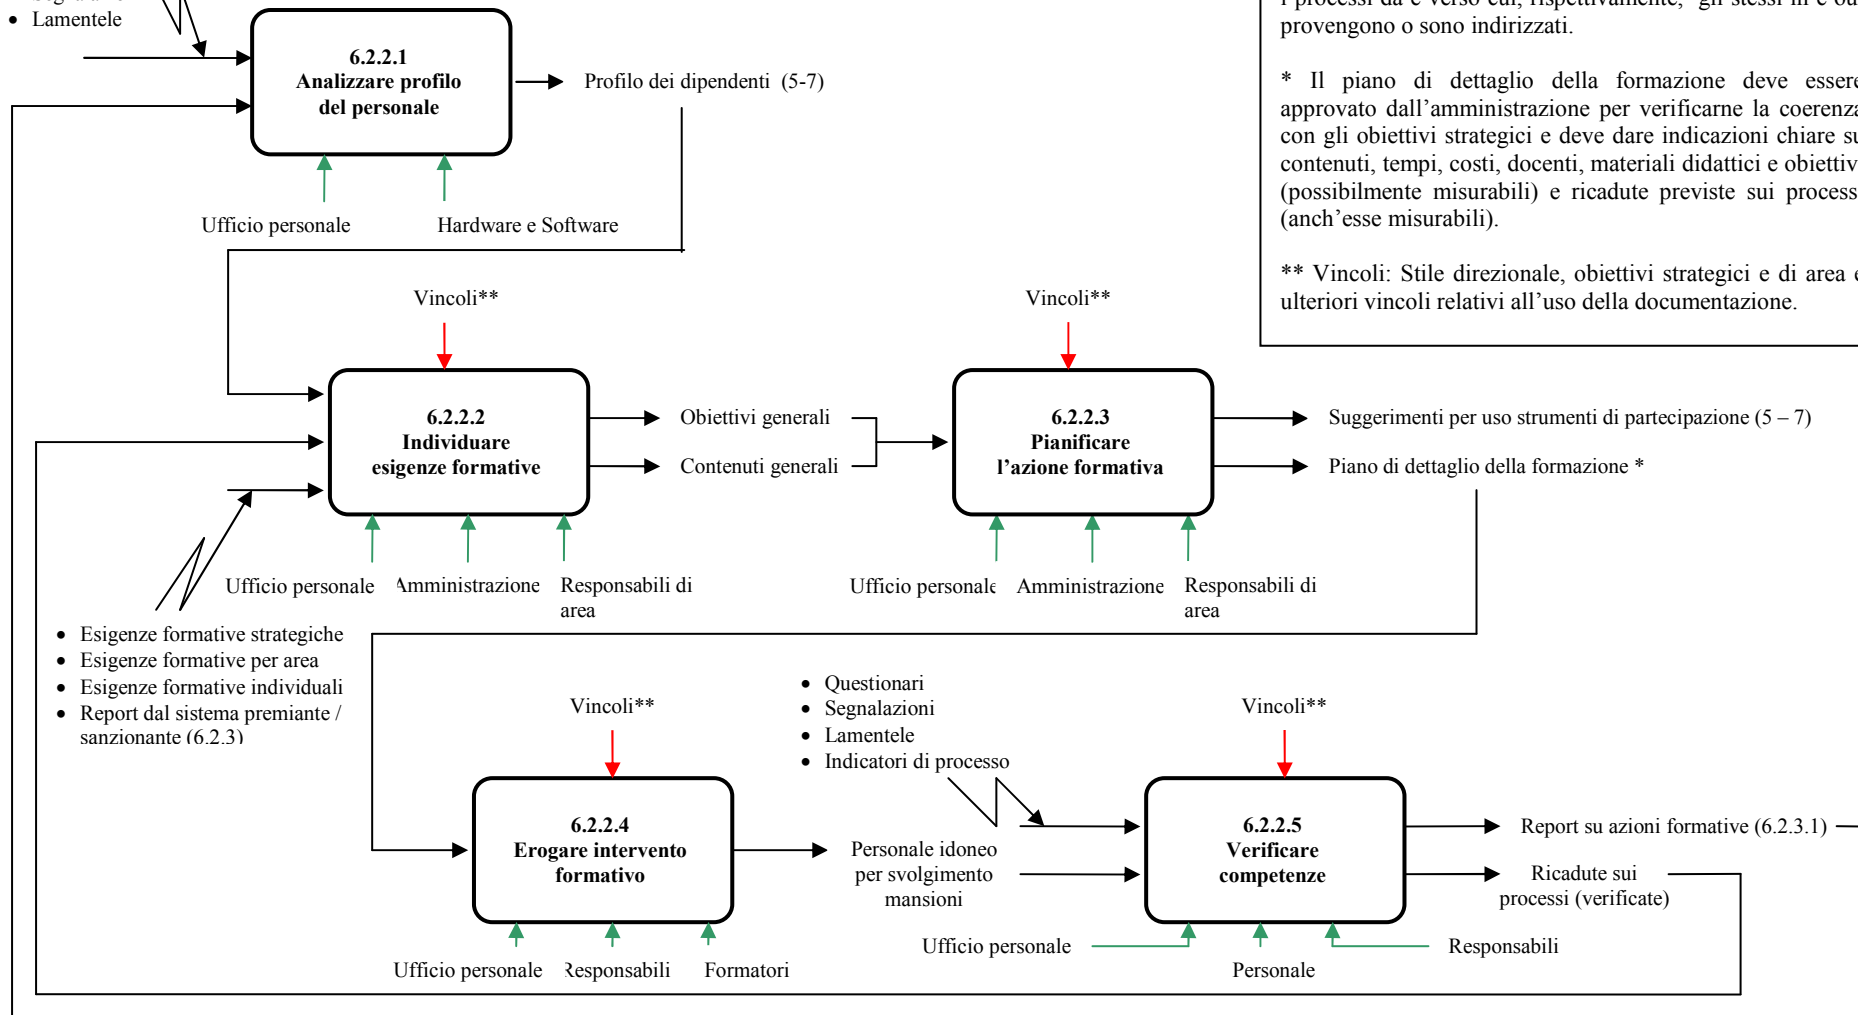 • Lamentele
6.2.2.1
Analizzare profilo
del personale
Profilo dei dipendenti (5-7)
Ufficio personale
Hardware e Software
provengono o sono indirizzati.
* Il piano di dettaglio della formazione deve essere
approvato dall’amministrazione per verificarne la coerenza
con gli obiettivi strategici e deve dare indicazioni chiare su
contenuti, tempi, costi, docenti, materiali didattici e obiettiv
(possibilmente misurabili) e ricadute previste sui process
(anch’esse misurabili).
** Vincoli: Stile direzionale, obiettivi strategici e di area e
ulteriori vincoli relativi all’uso della documentazione.
Vincoli**
6.2.2.2
Individuare
esigenze formative
Obiettivi generali
Contenuti generali
Ufficio personale
Amministrazione
Responsabili di
area
Vincoli**
6.2.2.3
Pianificare
l’azione formativa
Suggerimenti per uso strumenti di partecipazione (5 – 7)
Piano di dettaglio della formazione *
Ufficio personale
Amministrazione
Responsabili di
area
• Esigenze formative strategiche
• Esigenze formative per area
• Esigenze formative individuali
• Report dal sistema premiante /
sanzionante (6.2.3)
Vincoli**
6.2.2.4
Erogare intervento
formativo
Ufficio personale
Responsabili
Formatori
Personale idoneo
per svolgimento
mansioni
• Questionari
• Segnalazioni
• Lamentele
• Indicatori di processo
Vincoli**
6.2.2.5
Verificare
competenze
Report su azioni formative (6.2.3.1)
Ricadute sui
processi (verificate)
Ufficio personale
Personale
Responsabili